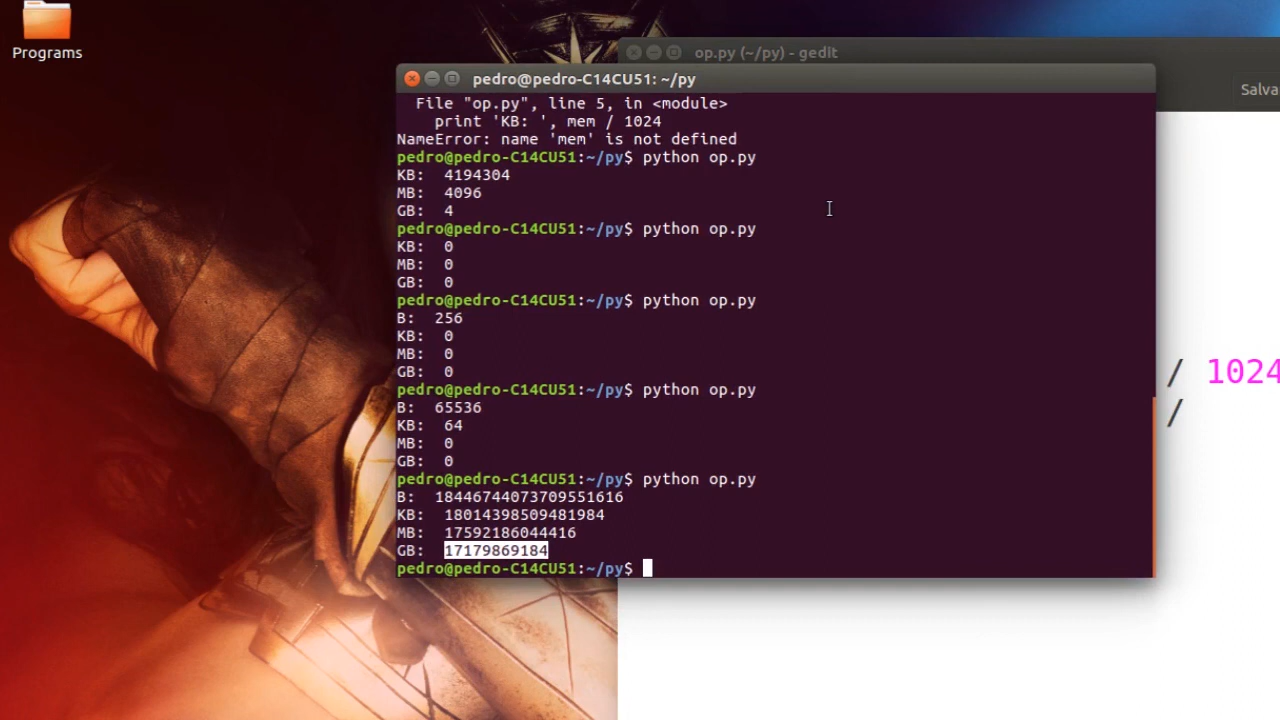 Programs
op.py (~/py) - gedit
pedro@pedro-C14CU51: ~/py
Salva
File "op.py", line 5, in <module>
print 'KB: ', mem / 1024
NameError: name 'mem' is not defined
pedro@pedro-C14CU51:~/py$ python op.py
KB:  4194304
MB:  4096
GB:  4
pedro@pedro-C14CU51:~/py$ python op.py
KB:  0
MB:  0
GB:  0
pedro@pedro-C14CU51:~/py$ python op.py
B:  256
KB:  0
MB:  0
GB:  0
pedro@pedro-C14CU51:~/py$ python op.py
B:  65536
KB:  64
MB:  0
GB:  0
pedro@pedro-C14CU51:~/py$ python op.py
B:  18446744073709551616
KB:  18014398509481984
MB:  17592186044416
GB:  17179869184
pedro@pedro-C14CU51:~/py$
/ 1024
/